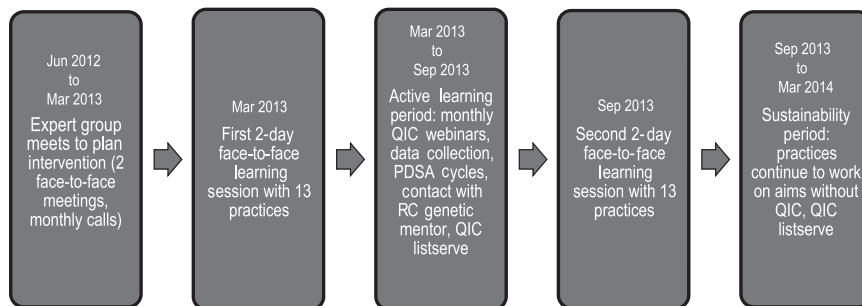 Jun 2012
to
Mar 2013
Expert group
meets to plan
intervention (2
face-to-face
meetings,
monthly calls)
Mar 2013
First 2-day
face-to-face
learning
session with 13
practices
Mar 2013
to
Sep 2013
Active learning
period: monthly
QIC webinars,
data collection,
PDSA cycles,
contact with
RC genetic
mentor, QIC
listserve
Sep 2013
Second 2-day
face-to-face
learning
session with 13
practices
Sep 2013
to
Mar 2014
Sustainability
period:
practices
continue to work
on aims without
QIC, QIC
listserve